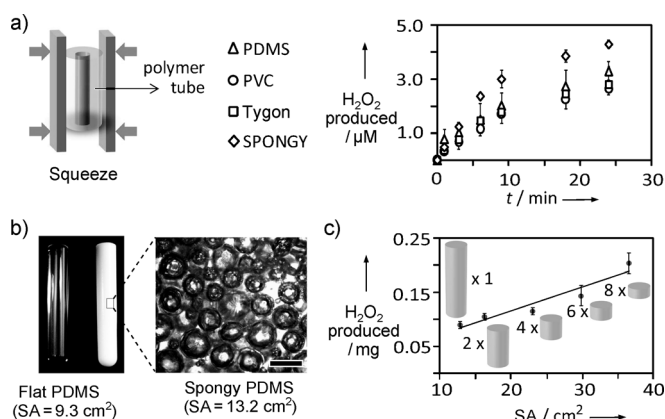 a)
polymer
tube
Squeeze
PDMS
PVC
Tygon
SPONGY
H₂O₂
produced
/ µM
5.0
3.0
1.0
0 10 20 30
t / min
b)
Flat PDMS
(SA = 9.3 cm²)
Spongy PDMS
(SA = 13.2 cm²)
c)
H₂O₂
produced
/ mg
0.25
0.15
0.05
x 1
2 x
4 x
6 x
8 x
10 20 30 40
SA / cm²